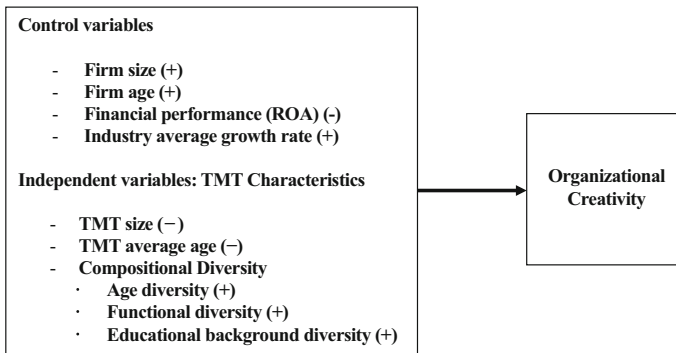 Control variables
- Firm size (+)
- Firm age (+)
- Financial performance (ROA) (-)
- Industry average growth rate (+)
Independent variables: TMT Characteristics
- TMT size (−)
- TMT average age (−)
- Compositional Diversity
· Age diversity (+)
· Functional diversity (+)
· Educational background diversity (+)
Organizational
Creativity